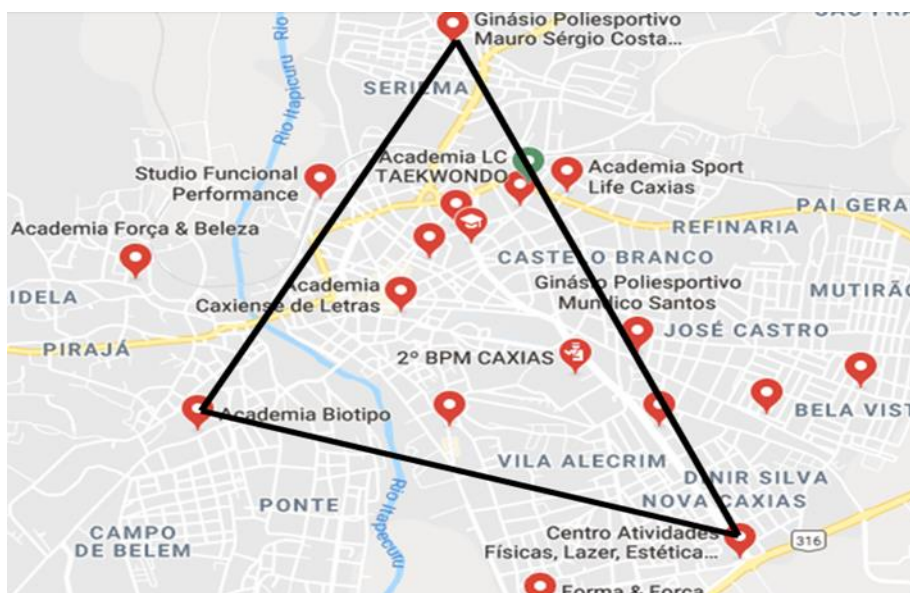 Ginásio Poliesportivo
Mauro Sérgio Costa...
SERIEMA
Rio Itapicuru
Academia LC
TAEKWONDO
Studio Funcional
Performance
Academia Sport
Life Caxias
PAI GERA
REFINARIA
Academia Força & Beleza
CASTELO BRANCO
Ginásio Poliesportivo
Mundico Santos
Academia
Caxiense de Letras
IDELA
MUTIRÃO
JOSÉ CASTRO
PIRAJÁ
2º BPM CAXIAS
Academia Biotipo
BELA VIST
VILA ALECRIM
DINIR SILVA
NOVA CAXIAS
PONTE
Rio Itapecuru
CAMPO
DE BELEM
Centro Atividades
Físicas, Lazer, Estética...
316
Forma & Força